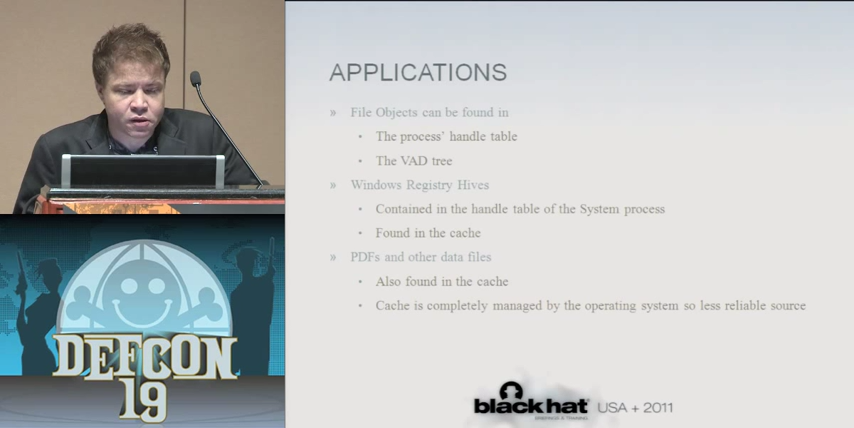 APPLICATIONS
» File Objects can be found in
• The process' handle table
• The VAD tree
» Windows Registry Hives
• Contained in the handle table of the System process
• Found in the cache
» PDFs and other data files
• Also found in the cache
• Cache is completely managed by the operating system so less reliable source
DEFCON
19
black hat USA + 2011